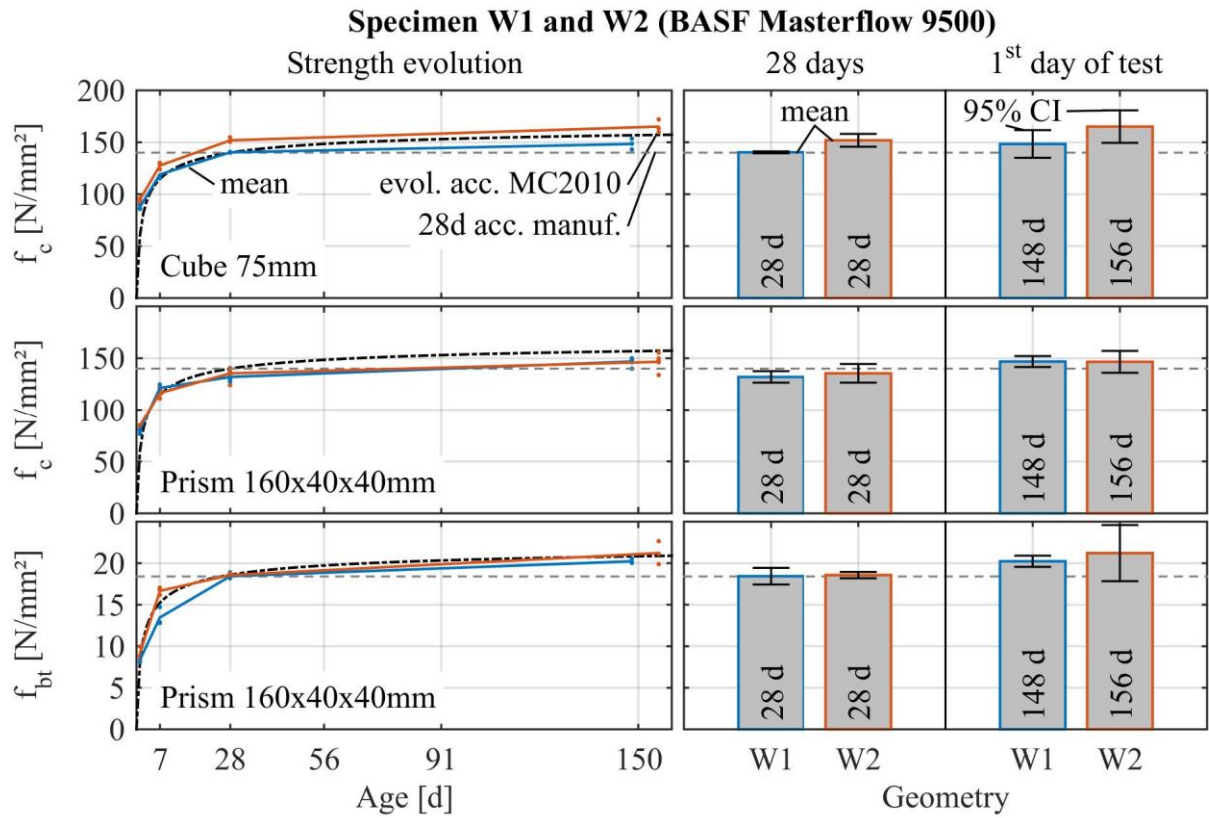 Specimen W1 and W2 (BASF Masterflow 9500)
Strength evolution
28 days
1st day of test
f_c [N/mm²]
200
150
100
50
0
mean
evol. acc. MC2010
28d acc. manuf.
Cube 75mm
mean
95% CI
28 d
28 d
148 d
156 d
f_c [N/mm²]
150
100
50
0
Prism 160x40x40mm
28 d
28 d
148 d
156 d
f_bt [N/mm²]
20
15
10
5
0
Prism 160x40x40mm
28 d
28 d
148 d
156 d
7 28 56 91 150
W1 W2 W1 W2
Age [d]
Geometry